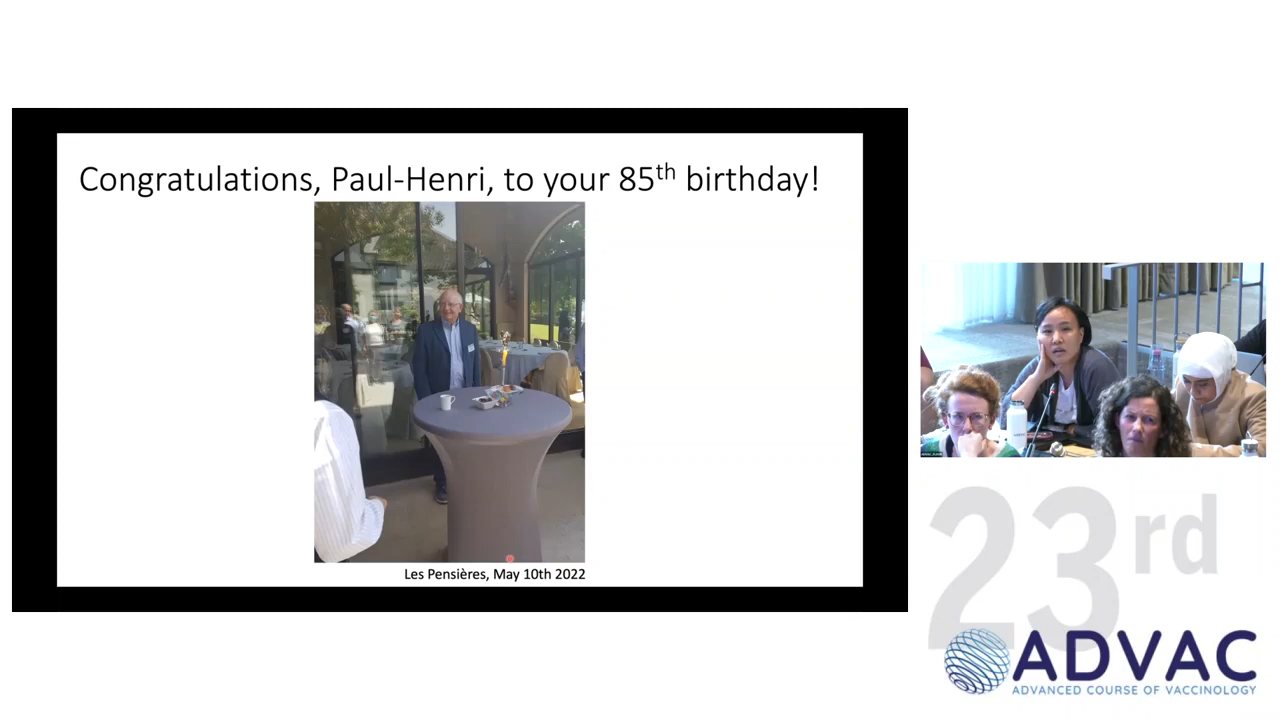 Congratulations, Paul-Henri, to your 85th birthday!
Les Pensières, May 10th 2022
23rd
ADVAC
ADVANCED COURSE OF VACCINOLOGY